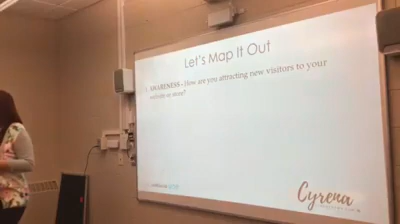 Let's Map It Out
1. AWARENESS - How are you attracting new visitors to your
website or store?
Cyrena